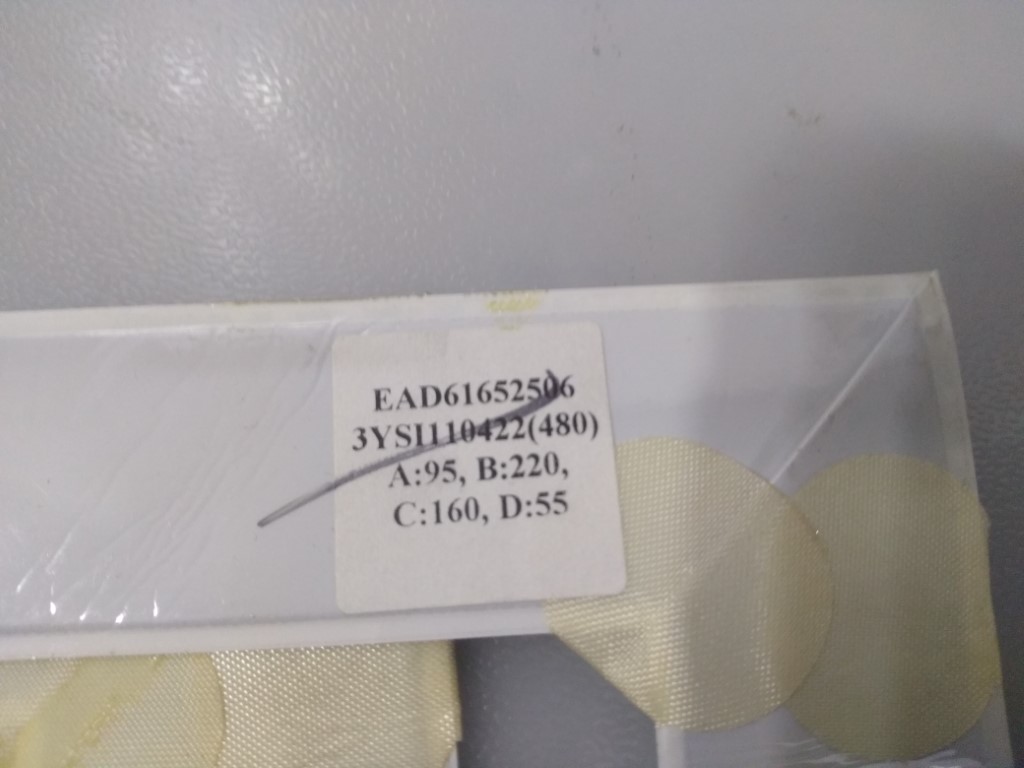 EAD61652506
3YSI110422(480)
A:95, B:220,
C:160, D:55